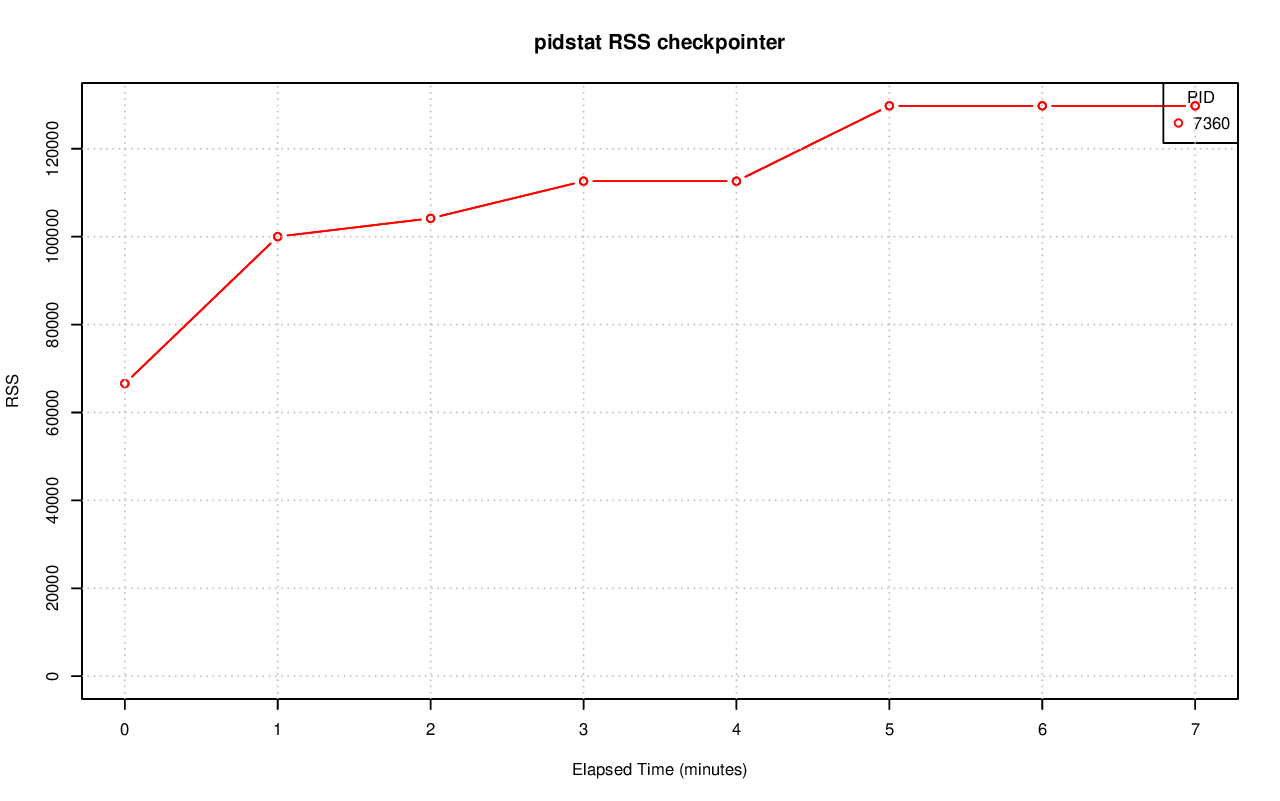 pidstat RSS checkpointer
PID
7360
RSS
120000
100000
80000
60000
40000
20000
0
0 1 2 3 4 5 6 7
Elapsed Time (minutes)